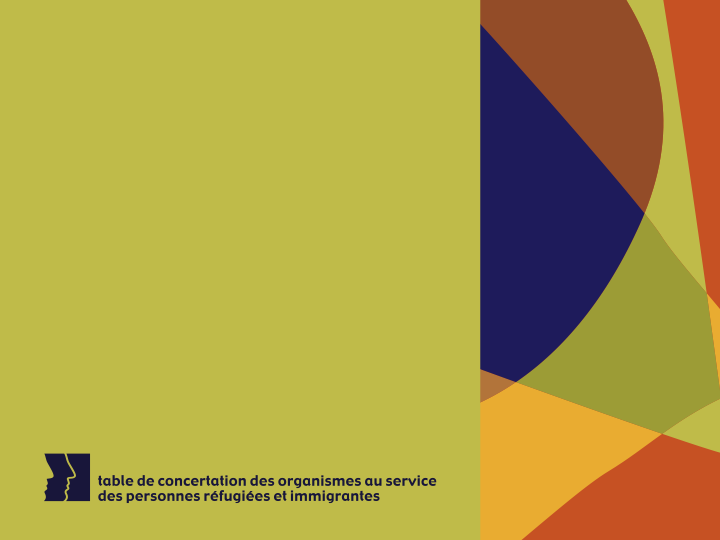 table de concertation des organismes au service
des personnes réfugiées et immigrantes